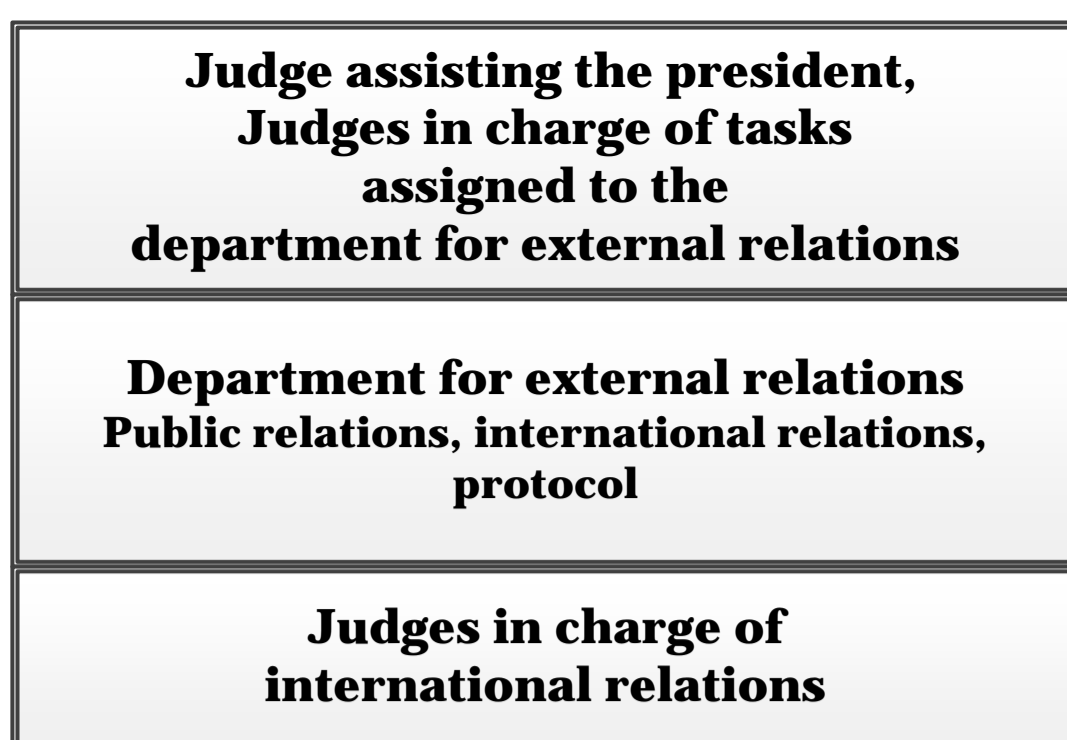 Judge assisting the president,
Judges in charge of tasks
assigned to the
department for external relations
Department for external relations
Public relations, international relations,
protocol
Judges in charge of
international relations